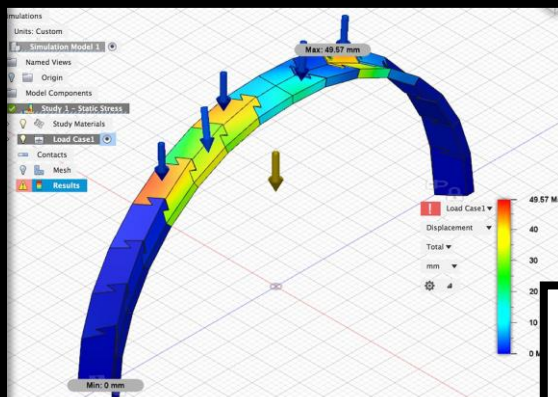 imulations
Units: Custom
Simulation Model 1
Named Views
Origin
Model Components
Study 1 - Static Stress
Study Materials
Load Case1
Contacts
Mesh
Results
Max: 49.57 mm
Min: 0 mm
! Load Case1
Displacement
Total
mm
49.57 M
40
30
20
10
0 M